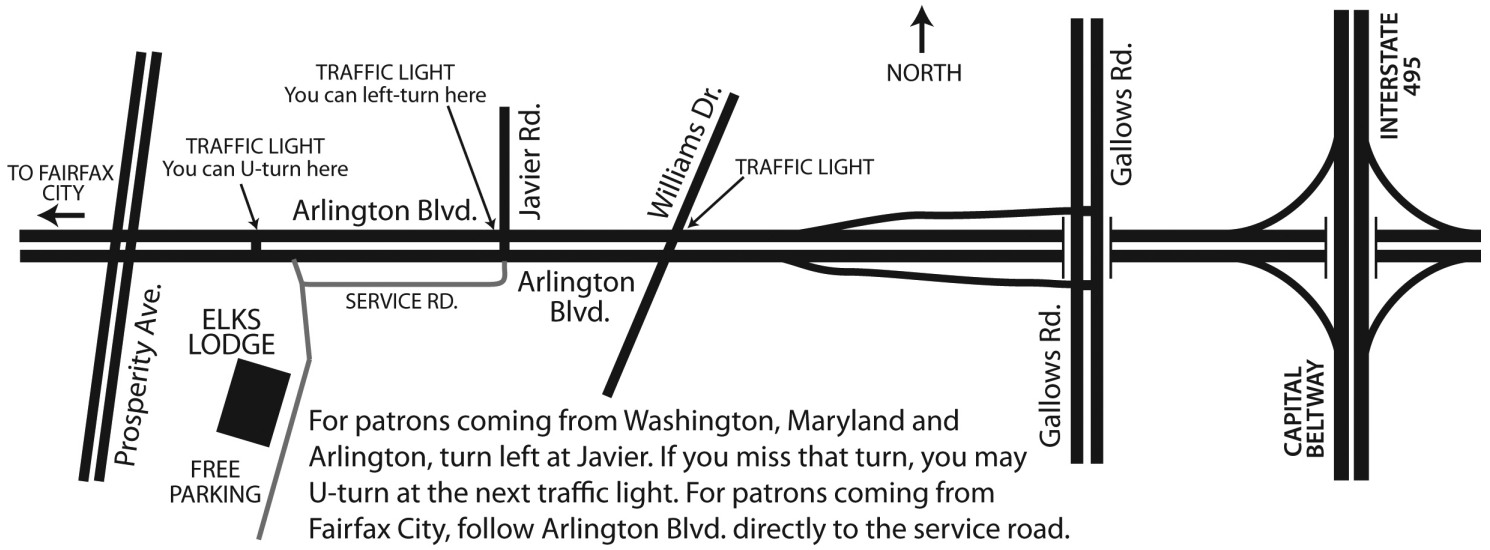 TRAFFIC LIGHT
You can left-turn here
NORTH
Javier Rd.
Williams Dr.
Gallows Rd.
INTERSTATE
495
TRAFFIC LIGHT
You can U-turn here
TO FAIRFAX
CITY
Arlington Blvd.
TRAFFIC LIGHT
Arlington
Blvd.
SERVICE RD.
Prosperity Ave.
ELKS
LODGE
FREE
PARKING
Gallows Rd.
CAPITAL
BELTWAY
For patrons coming from Washington, Maryland and
Arlington, turn left at Javier. If you miss that turn, you may
U-turn at the next traffic light. For patrons coming from
Fairfax City, follow Arlington Blvd. directly to the service road.